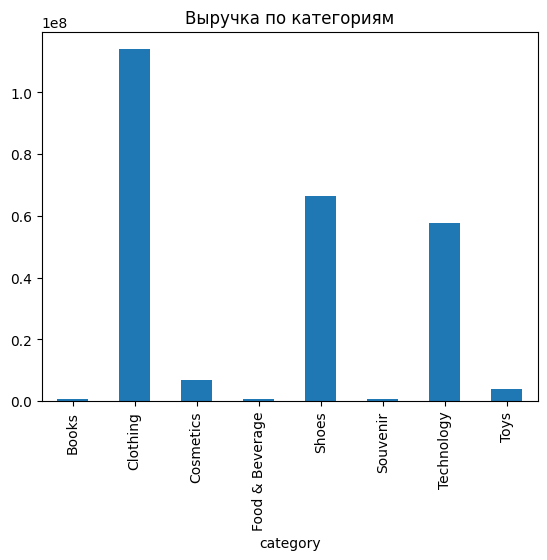 Выручка по категориям
1e8
1.0
0.8
0.6
0.4
0.2
0.0
Books
Clothing
Cosmetics
Food & Beverage
Shoes
Souvenir
Technology
Toys
category